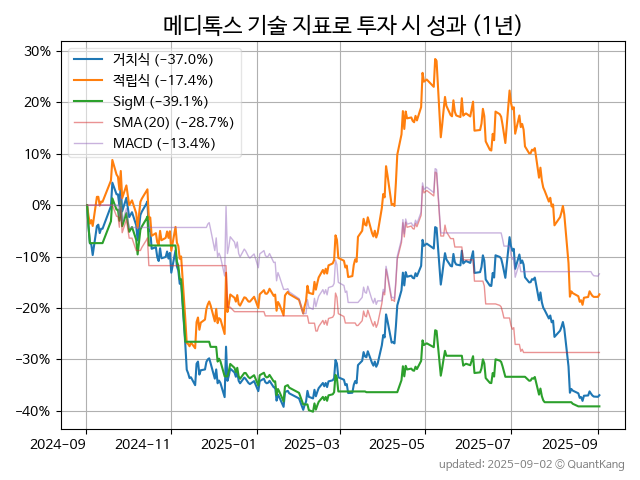 메디톡스 기술 지표로 투자 시 성과 (1년)
30%
20%
10%
0%
−10%
−20%
−30%
−40%
거치식 (−37.0%)
적립식 (−17.4%)
SigM (−39.1%)
SMA(20) (−28.7%)
MACD (−13.4%)
2024-09
2024-11
2025-01
2025-03
2025-05
2025-07
2025-09
updated: 2025-09-02 © QuantKang